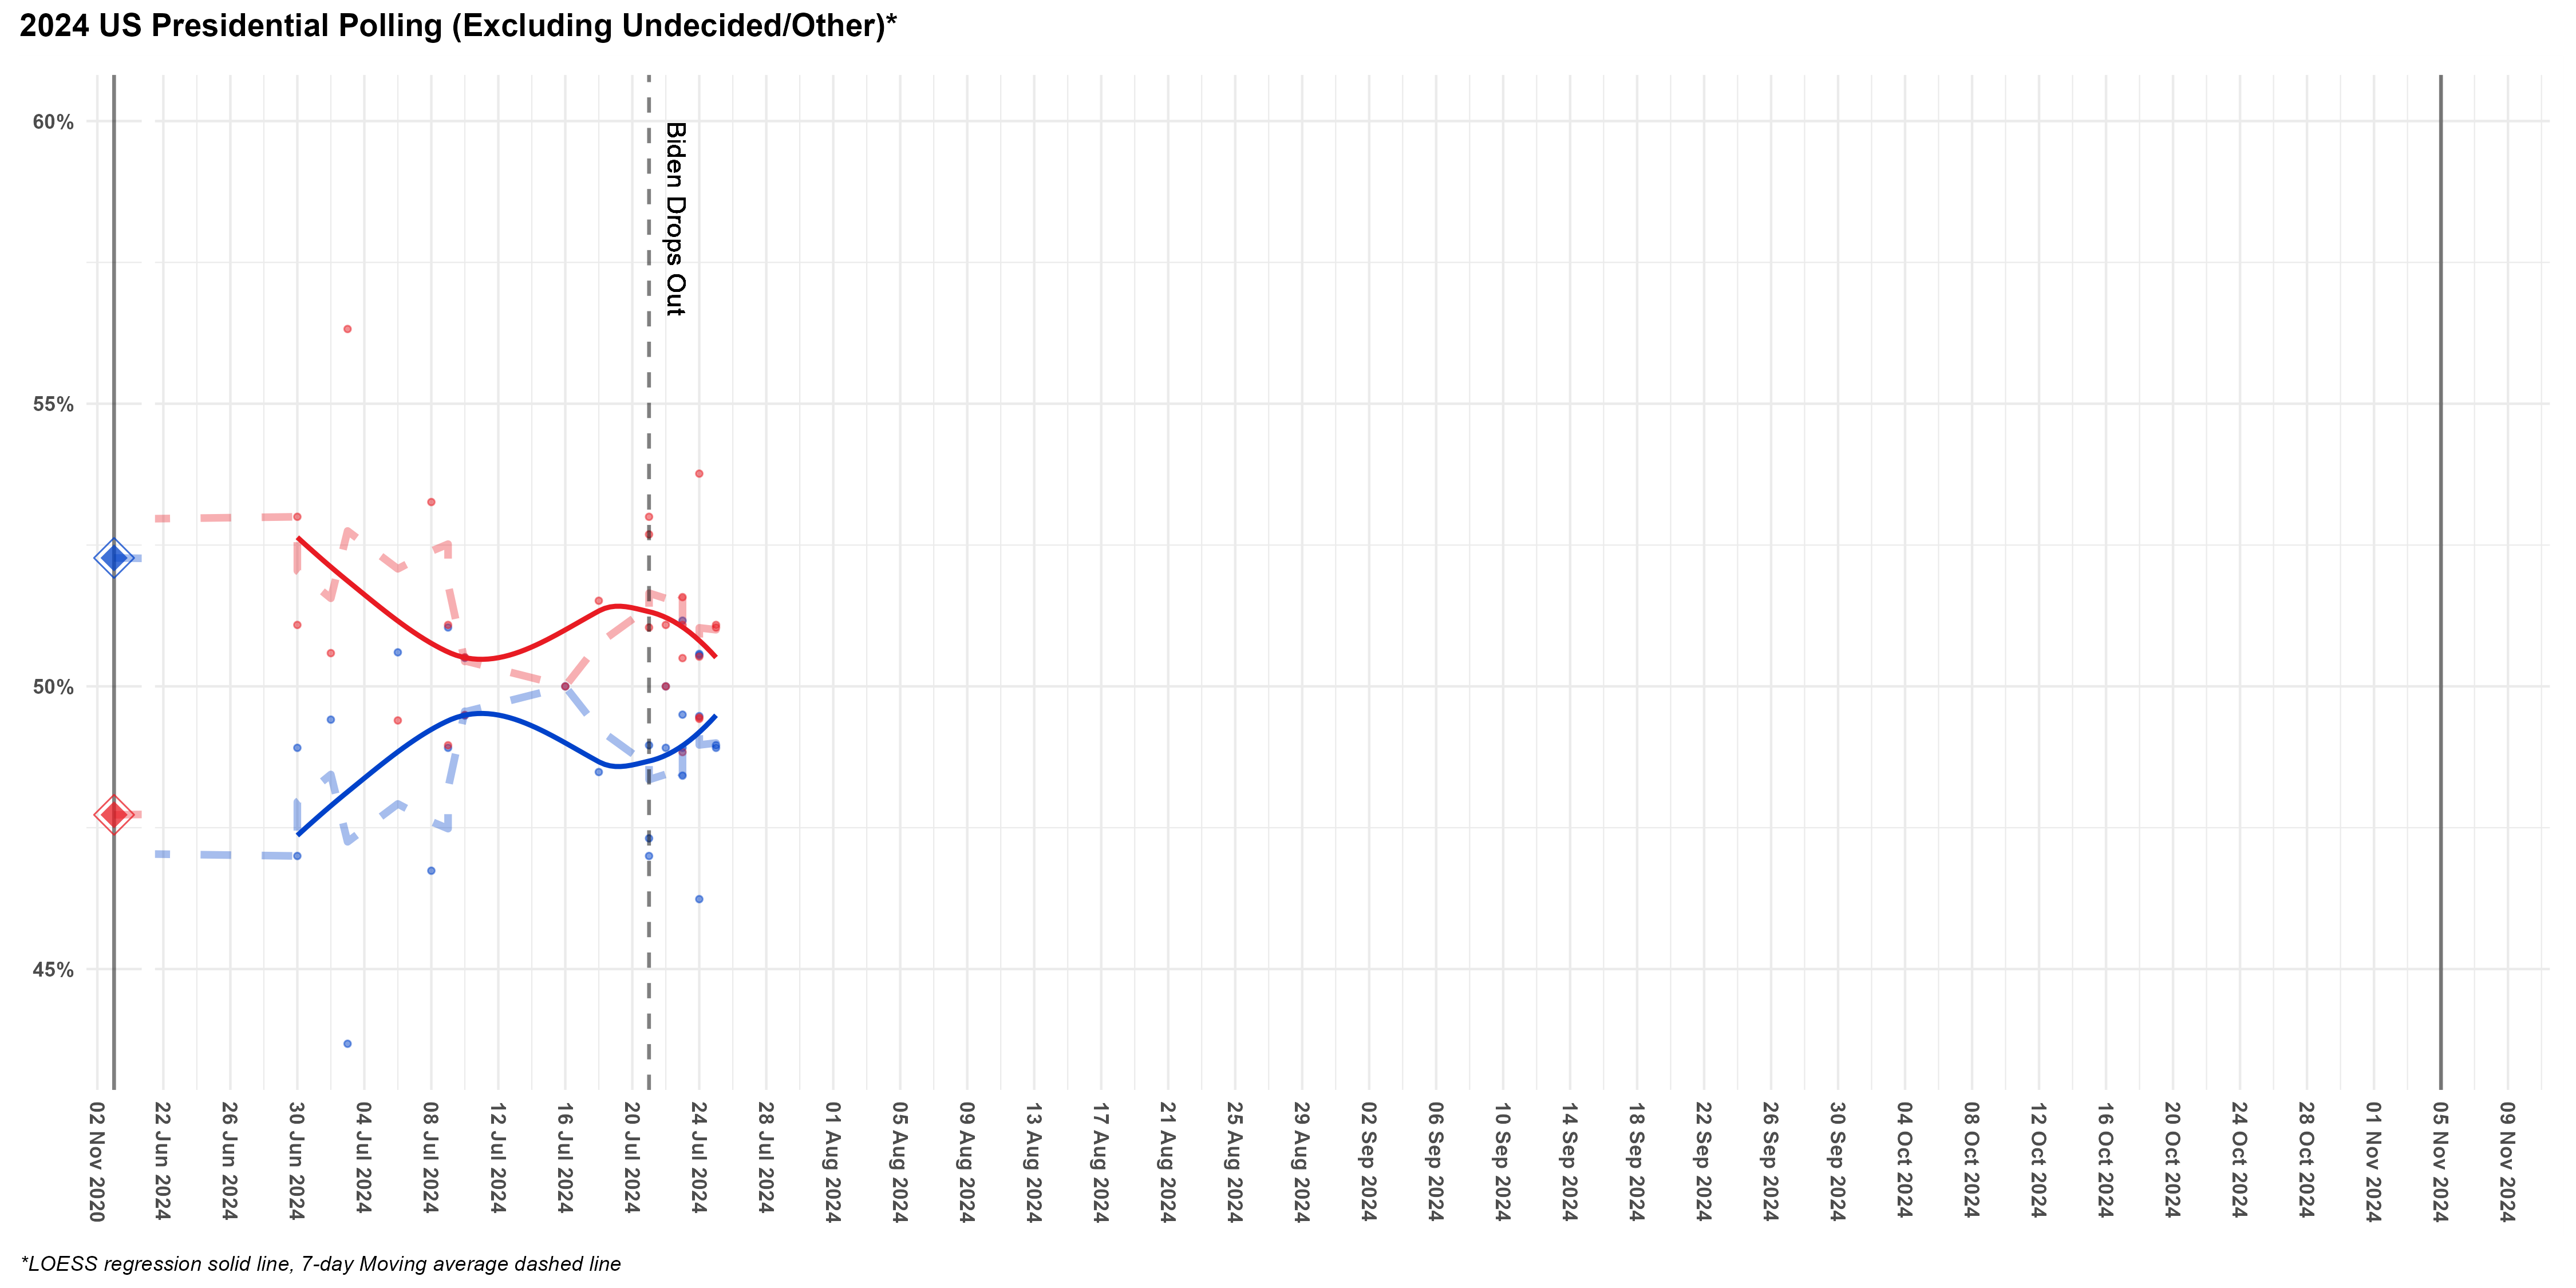 2024 US Presidential Polling (Excluding Undecided/Other)*
60%
55%
50%
45%
Biden Drops Out
02 Nov 2020
22 Jun 2024
26 Jun 2024
30 Jun 2024
04 Jul 2024
08 Jul 2024
12 Jul 2024
16 Jul 2024
20 Jul 2024
24 Jul 2024
28 Jul 2024
01 Aug 2024
05 Aug 2024
09 Aug 2024
13 Aug 2024
17 Aug 2024
21 Aug 2024
25 Aug 2024
29 Aug 2024
02 Sep 2024
06 Sep 2024
10 Sep 2024
14 Sep 2024
18 Sep 2024
22 Sep 2024
26 Sep 2024
30 Sep 2024
04 Oct 2024
08 Oct 2024
12 Oct 2024
16 Oct 2024
20 Oct 2024
24 Oct 2024
28 Oct 2024
01 Nov 2024
05 Nov 2024
09 Nov 2024
*LOESS regression solid line, 7-day Moving average dashed line